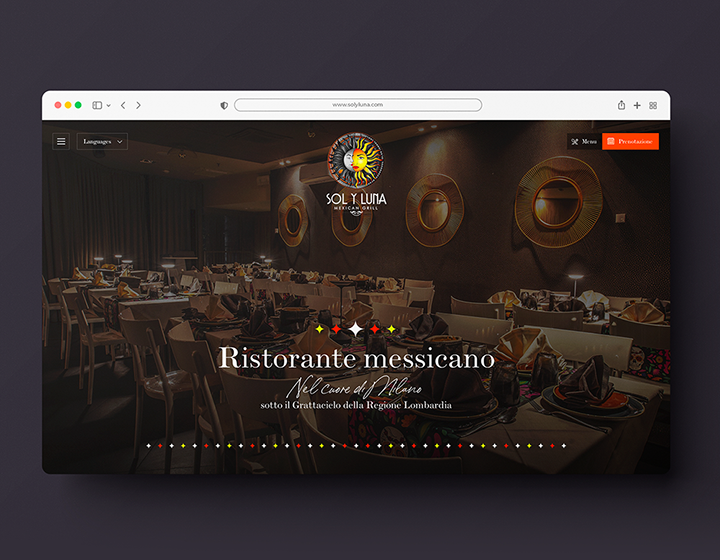 www.solyluna.com
Languages
Menu
Prenotazione
SOL Y LUNA
MEXICAN GRILL
Ristorante messicano
Nel cuore di Milano
sotto il Grattacielo della Regione Lombardia